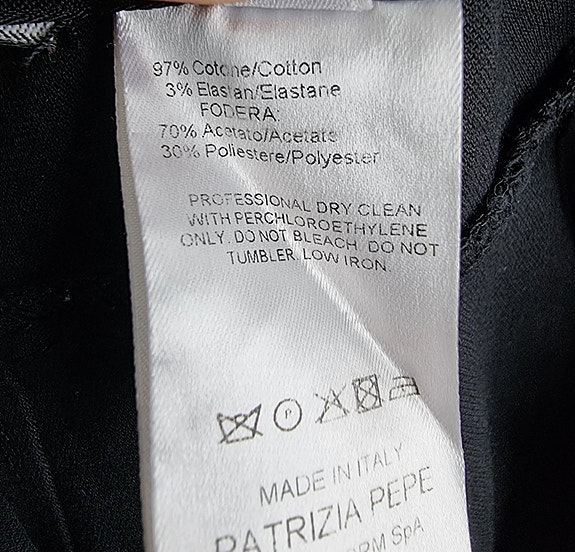 97% Cotone/Cotton
3% Elastan/Elastane
FODERA:
70% Acetato/Acetate
30% Poliestere/Polyester
PROFESSIONAL DRY CLEAN
WITH PERCHLOROETHYLENE
ONLY. DO NOT BLEACH. DO NOT
TUMBLER. LOW IRON.
P
MADE IN ITALY
PATRIZIA PEPE
SpA